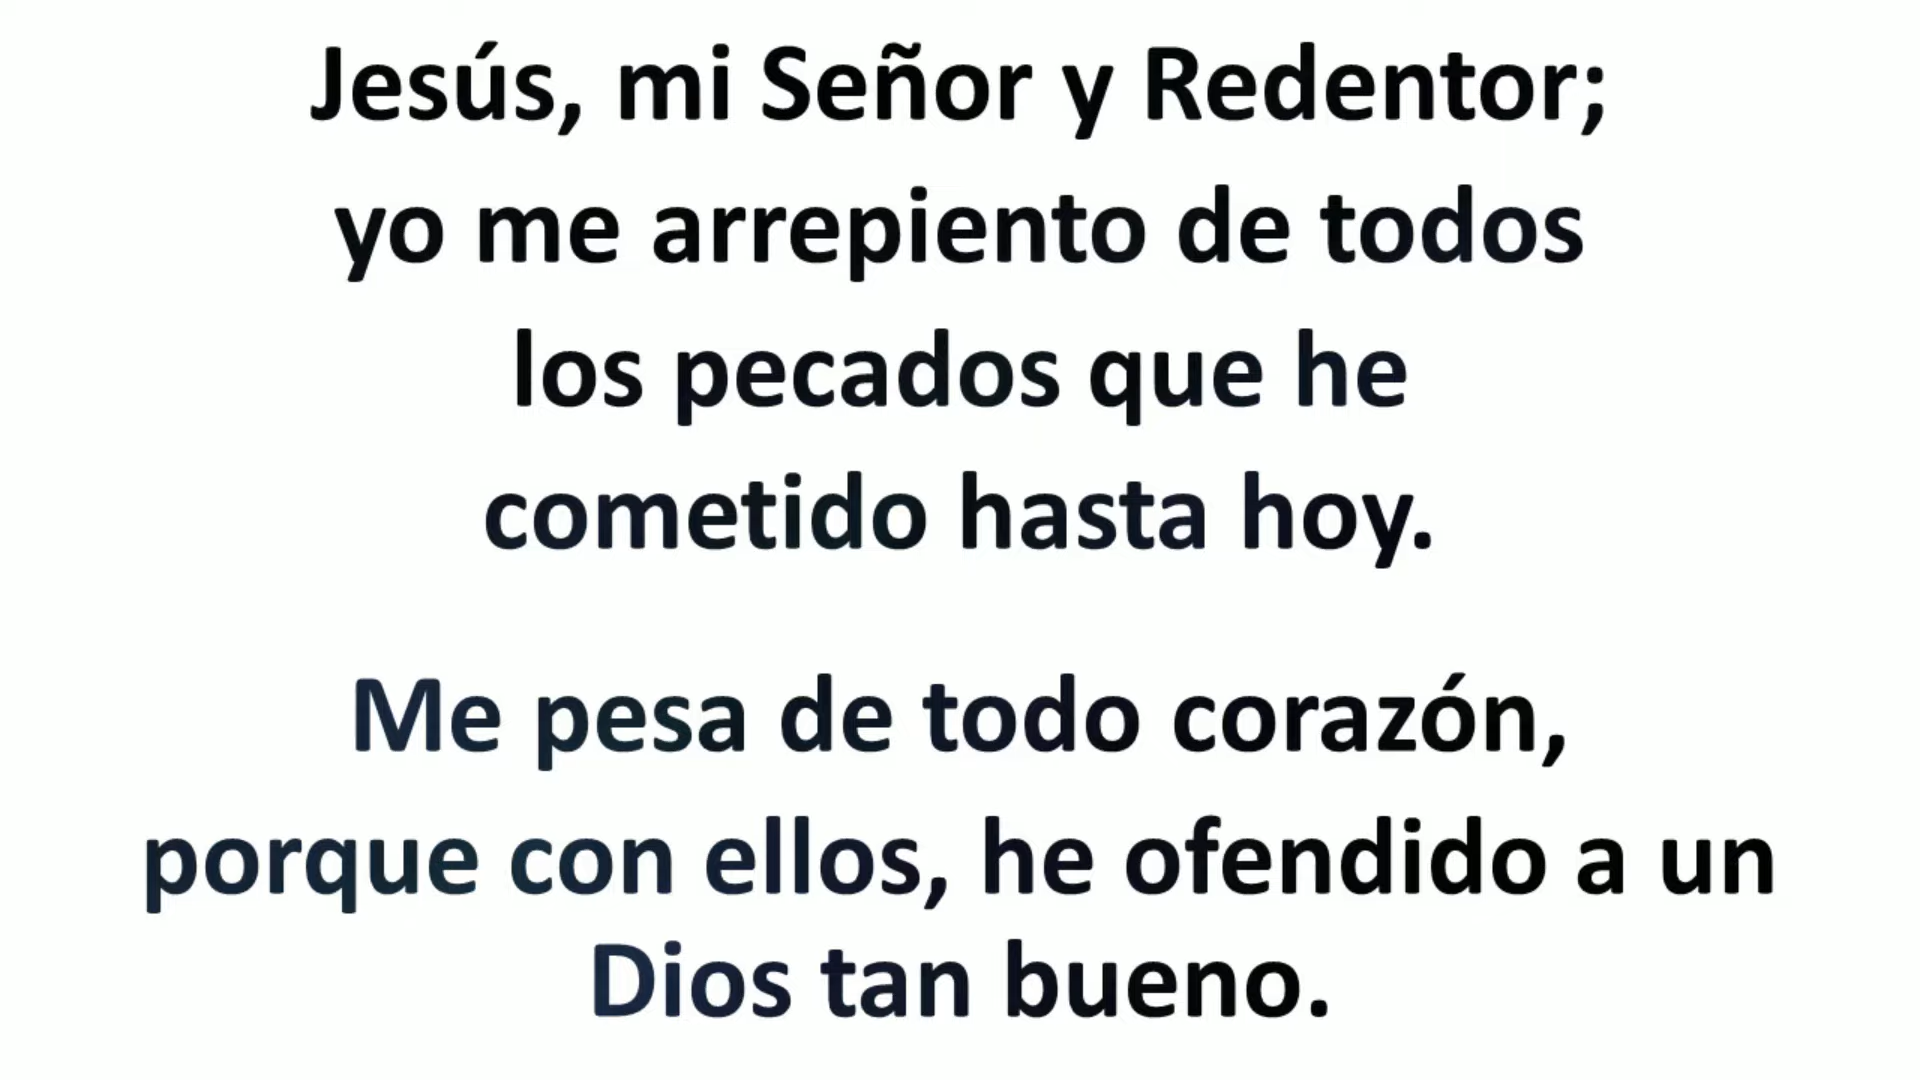 Jesús, mi Señor y Redentor;
yo me arrepiento de todos
los pecados que he
cometido hasta hoy.
Me pesa de todo corazón,
porque con ellos, he ofendido a un
Dios tan bueno.